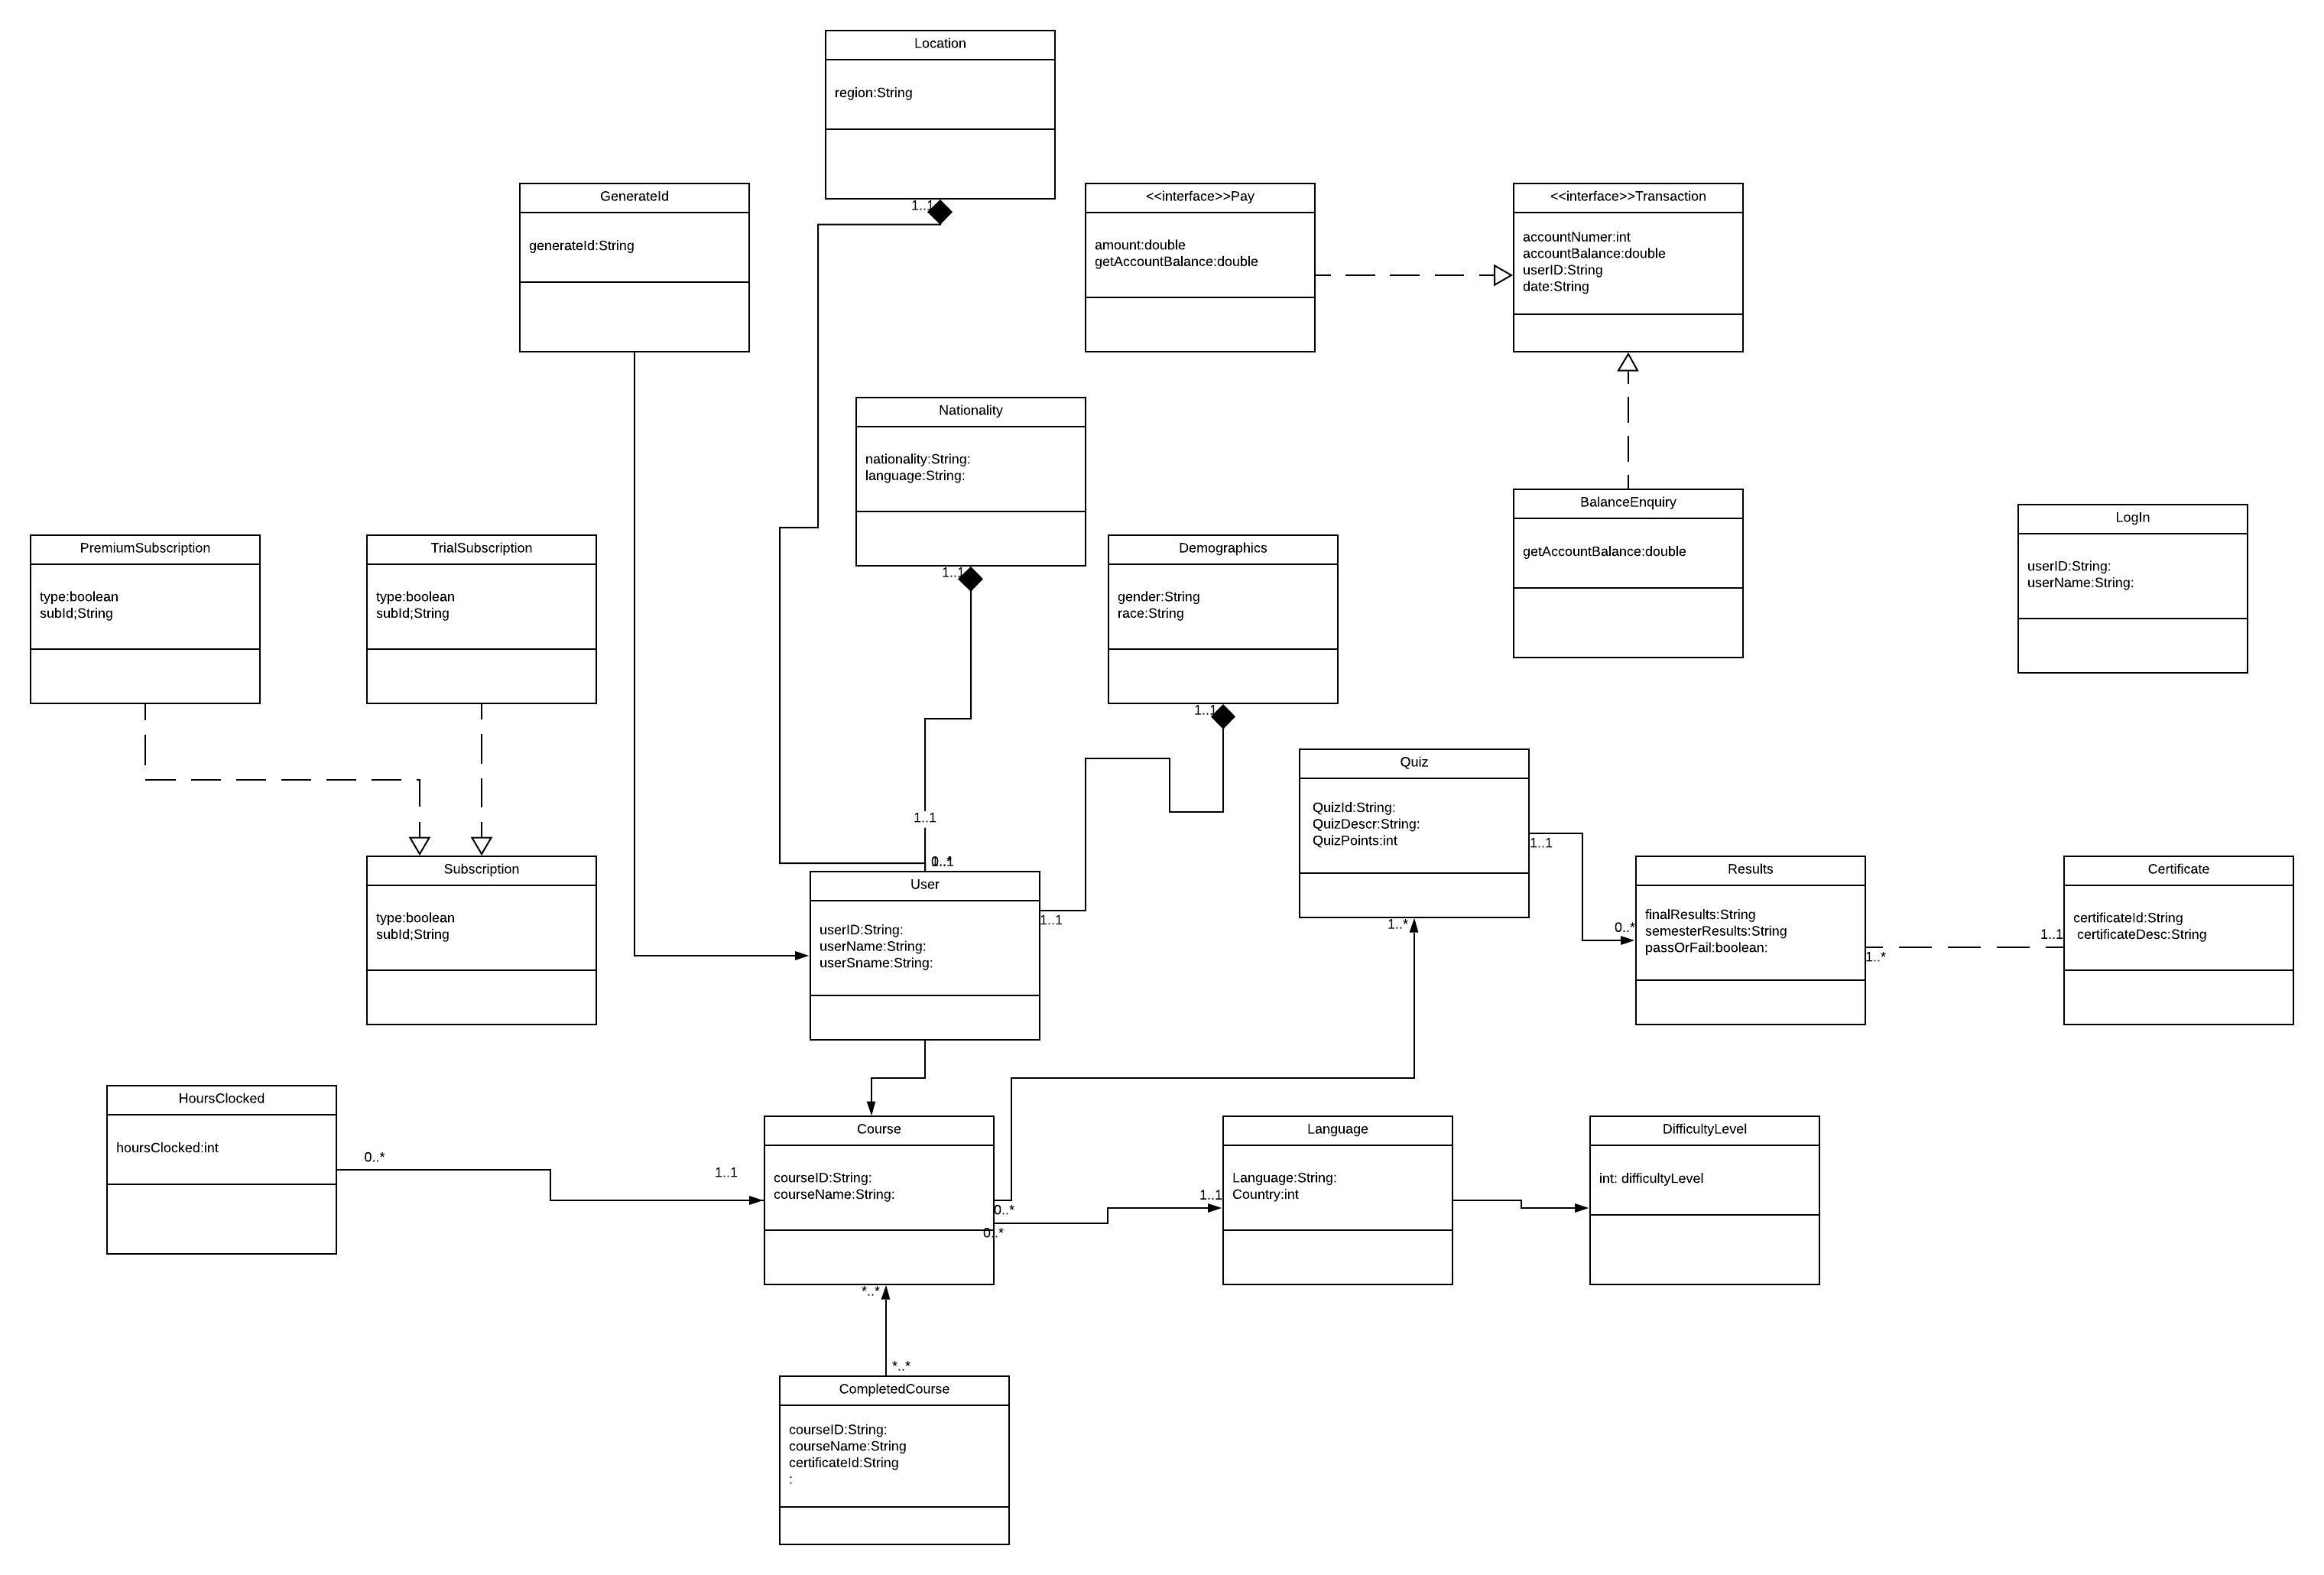 Location
region:String
1..1
GenerateId
generateId:String
<<interface>>Pay
amount:double
getAccountBalance:double
<<interface>>Transaction
accountNumer:int
accountBalance:double
userID:String
date:String
Nationality
nationality:String:
language:String:
1..1
BalanceEnquiry
getAccountBalance:double
LogIn
userID:String:
userName:String:
PremiumSubscription
type:boolean
subId;String
TrialSubscription
type:boolean
subId;String
Demographics
gender:String
race:String
1..1
Quiz
QuizId:String:
QuizDescr:String:
QuizPoints:int
1..1
1..*
1..1
Subscription
type:boolean
subId;String
User
userID:String:
userName:String:
userSname:String:
1..1
Results
finalResults:String
semesterResults:String
passOrFail:boolean:
0..*
1..*
1..1
Certificate
certificateId:String
certificateDesc:String
HoursClocked
hoursClocked:int
0..*
1..1
Course
courseID:String:
courseName:String:
0..*
0..*
1..1
Language
Language:String:
Country:int
DifficultyLevel
int: difficultyLevel
*..*
*..*
CompletedCourse
courseID:String:
courseName:String
certificateId:String
: